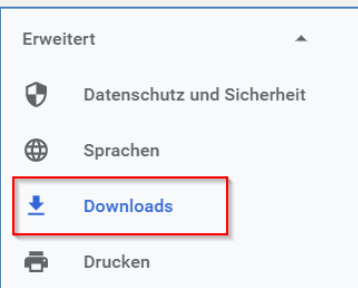 Erweitert
Datenschutz und Sicherheit
Sprachen
Downloads
Drucken